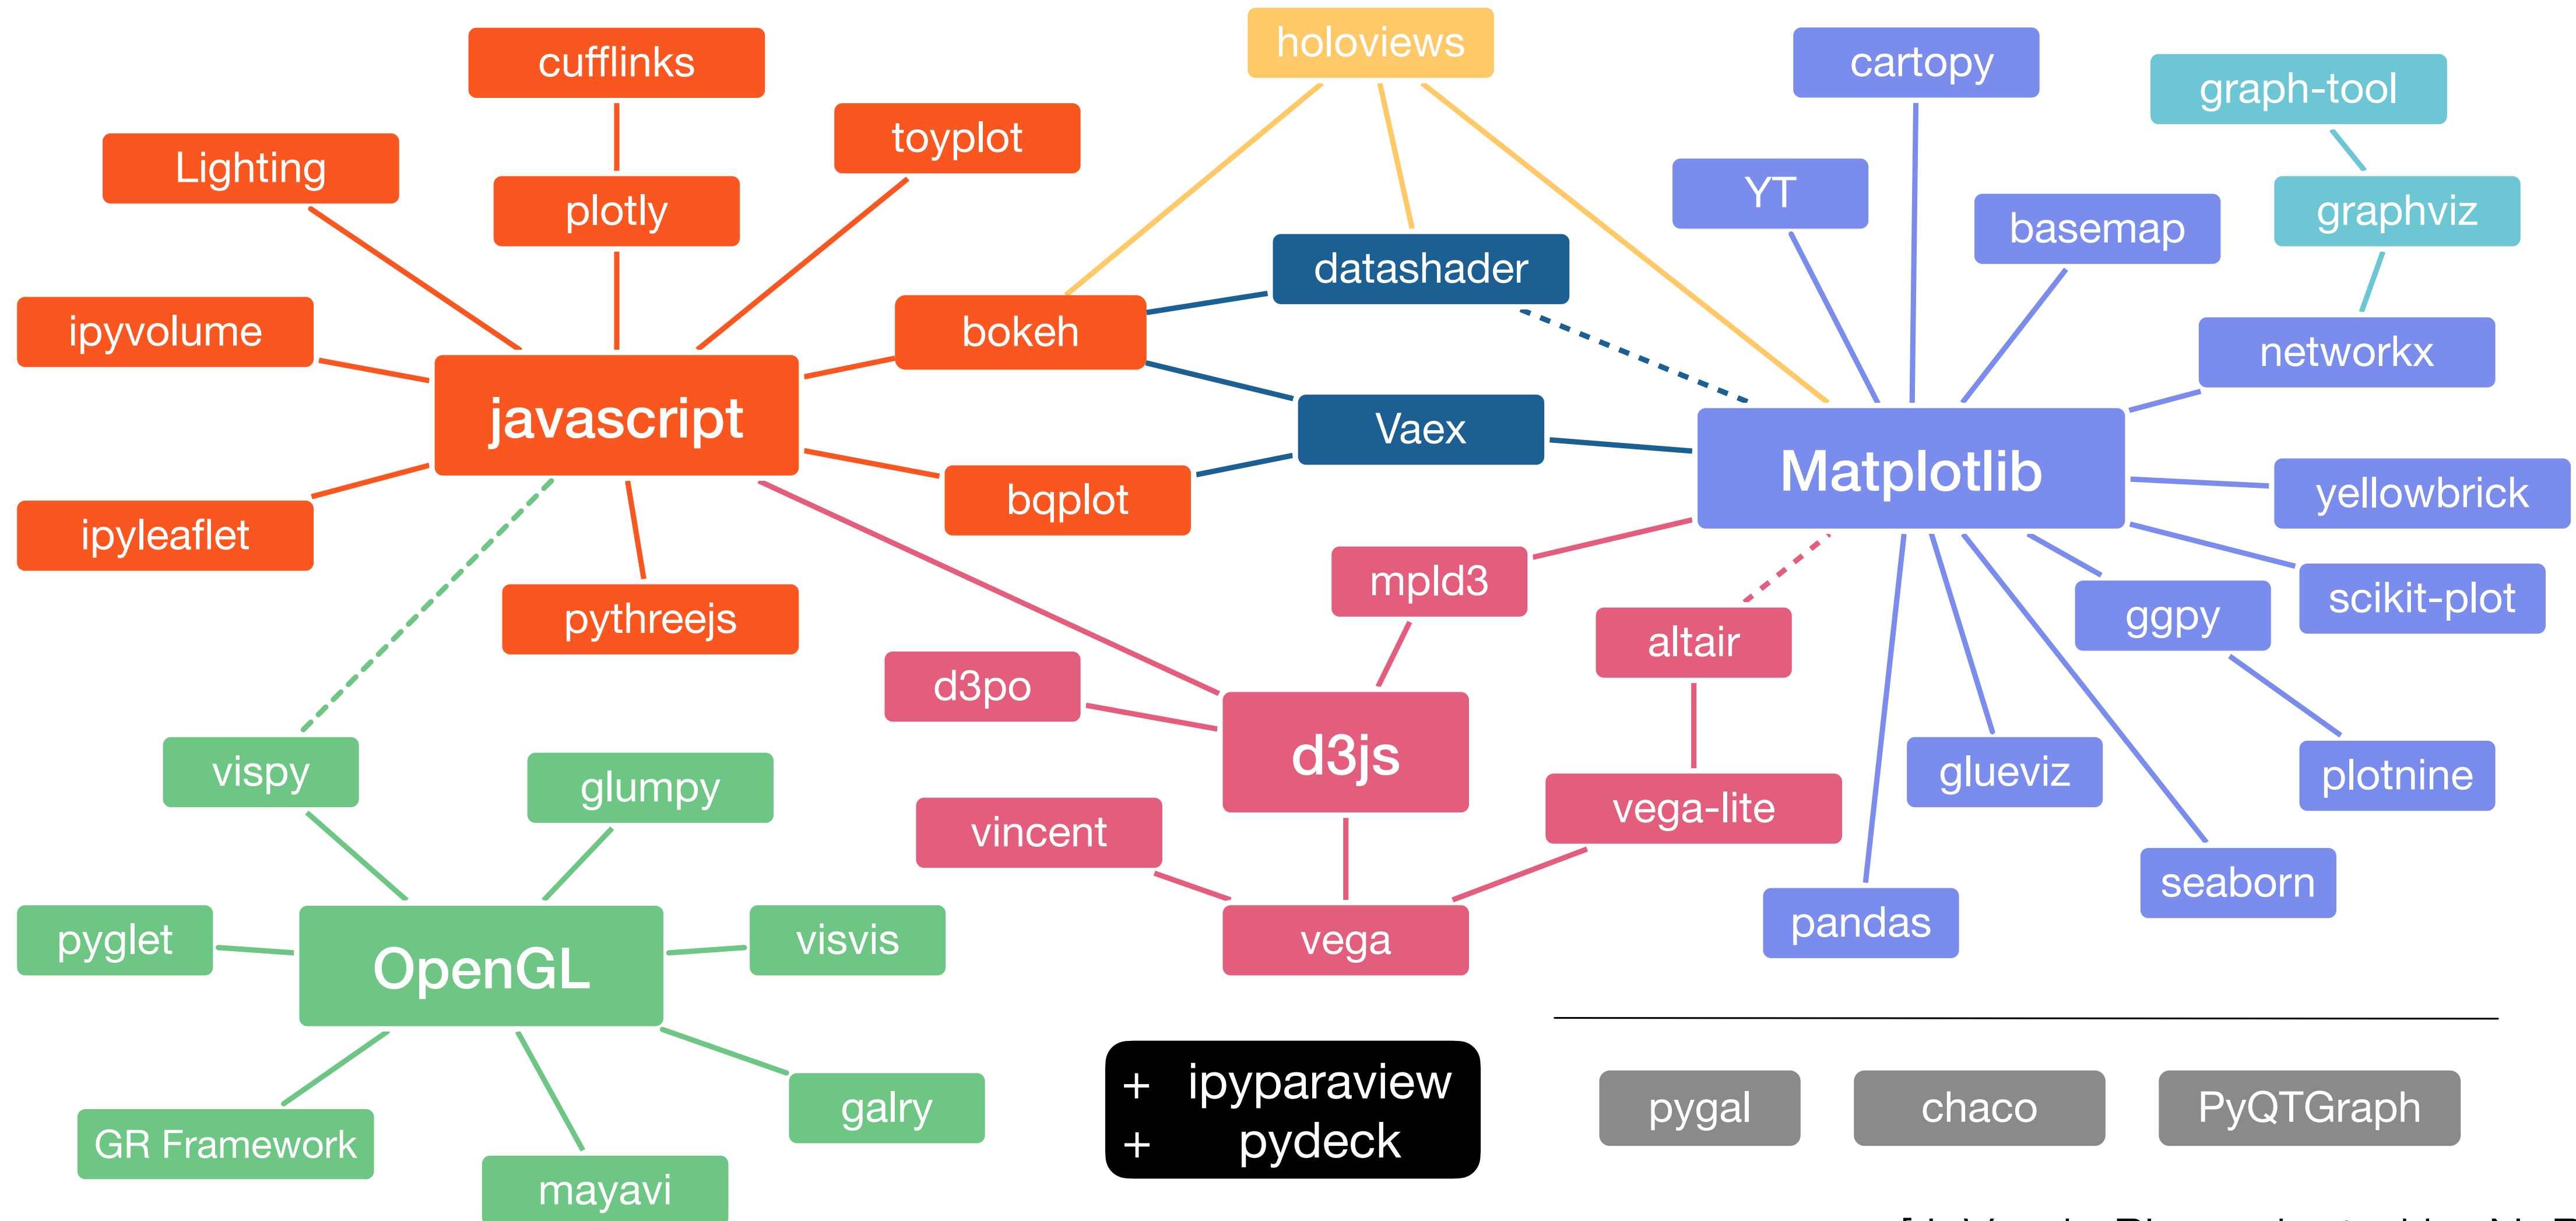 cufflinks
holoviews
cartopy
graph-tool
toyplot
Lighting
plotly
YT
basemap
graphviz
datashader
ipyvolume
bokeh
networkx
javascript
Vaex
Matplotlib
bqplot
yellowbrick
ipyleaflet
mpld3
scikit-plot
pythreejs
ggpy
altair
d3po
d3js
vispy
glumpy
glueviz
plotnine
vincent
vega-lite
seaborn
pandas
pyglet
OpenGL
visvis
vega
+ ipyparaview
+ pydeck
pygal
chaco
PyQTGraph
galry
GR Framework
mayavi